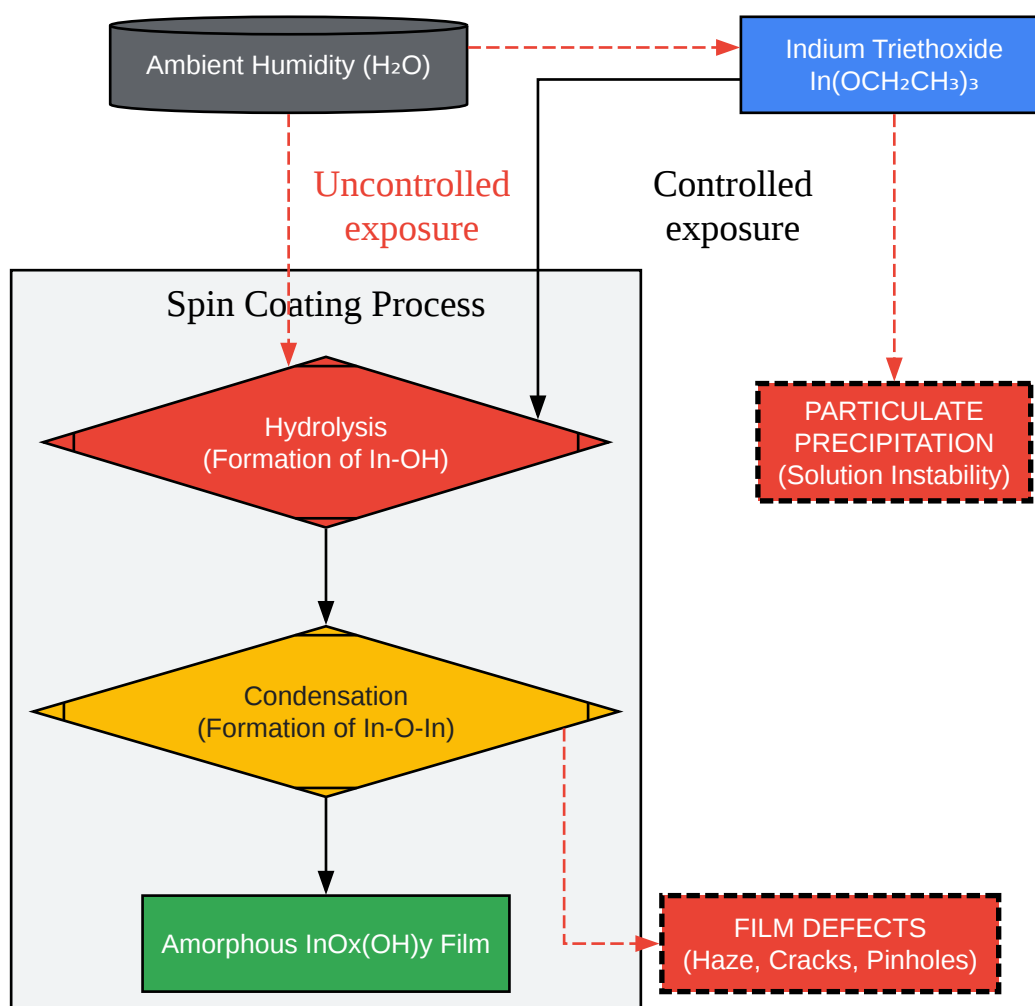 Ambient Humidity (H₂O)
Indium Triethoxide
In(OCH₂CH₃)₃
Uncontrolled
exposure
Controlled
exposure
Spin Coating Process
Hydrolysis
(Formation of In-OH)
PARTICULATE
PRECIPITATION
(Solution Instability)
Condensation
(Formation of In-O-In)
Amorphous InOx(OH)y Film
FILM DEFECTS
(Haze, Cracks, Pinholes)